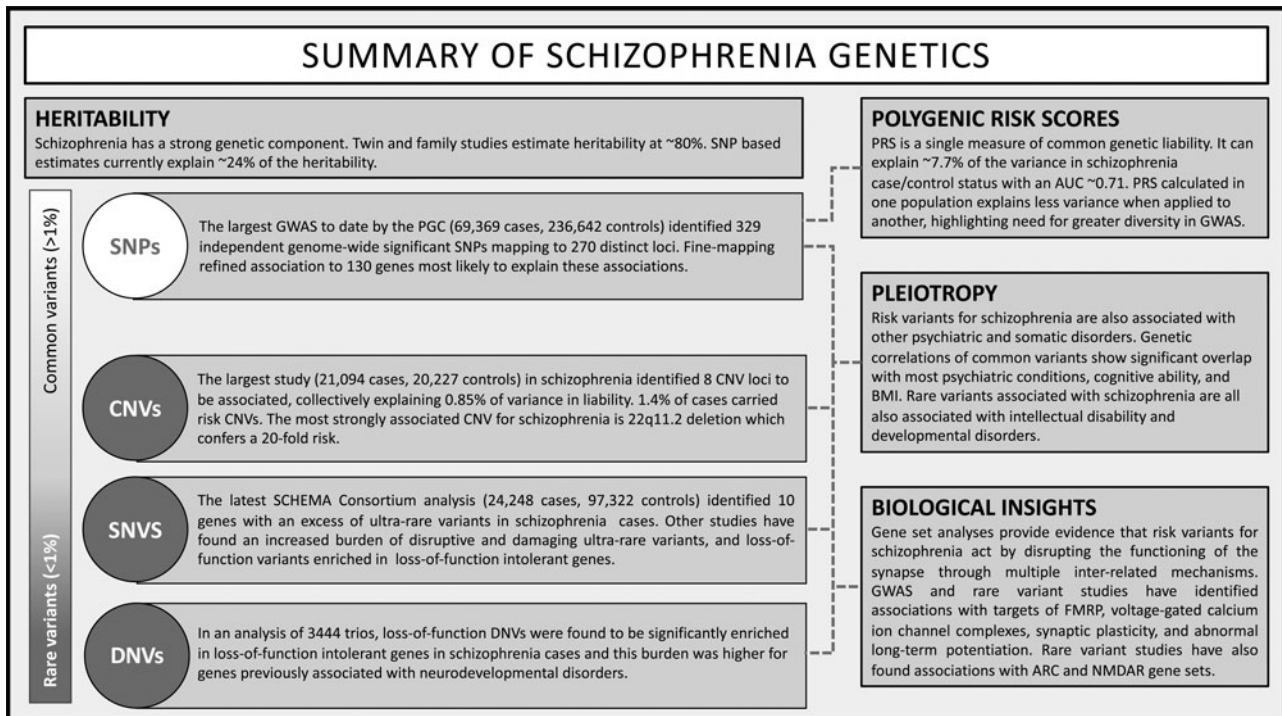 SUMMARY OF SCHIZOPHRENIA GENETICS
HERITABILITY
Schizophrenia has a strong genetic component. Twin and family studies estimate heritability at ~80%. SNP based
estimates currently explain ~24% of the heritability.
Common variants (>1%)
Rare variants (<1%)
SNPs
The largest GWAS to date by the PGC (69,369 cases, 236,642 controls) identified 329
independent genome-wide significant SNPs mapping to 270 distinct loci. Fine-mapping
refined association to 130 genes most likely to explain these associations.
CNVs
The largest study (21,094 cases, 20,227 controls) in schizophrenia identified 8 CNV loci to
be associated, collectively explaining 0.85% of variance in liability. 1.4% of cases carried
risk CNVs. The most strongly associated CNV for schizophrenia is 22q11.2 deletion which
confers a 20-fold risk.
SNVS
The latest SCHEMA Consortium analysis (24,248 cases, 97,322 controls) identified 10
genes with an excess of ultra-rare variants in schizophrenia cases. Other studies have
found an increased burden of disruptive and damaging ultra-rare variants, and loss-of-
function variants enriched in loss-of-function intolerant genes.
DNVs
In an analysis of 3444 trios, loss-of-function DNVs were found to be significantly enriched
in loss-of-function intolerant genes in schizophrenia cases and this burden was higher for
genes previously associated with neurodevelopmental disorders.
POLYGENIC RISK SCORES
PRS is a single measure of common genetic liability. It can
explain ~7.7% of the variance in schizophrenia
case/control status with an AUC ~0.71. PRS calculated in
one population explains less variance when applied to
another, highlighting need for greater diversity in GWAS.
PLEIOTROPY
Risk variants for schizophrenia are also associated with
other psychiatric and somatic disorders. Genetic
correlations of common variants show significant overlap
with most psychiatric conditions, cognitive ability, and
BMI. Rare variants associated with schizophrenia are all
also associated with intellectual disability and
developmental disorders.
BIOLOGICAL INSIGHTS
Gene set analyses provide evidence that risk variants for
schizophrenia act by disrupting the functioning of the
synapse through multiple inter-related mechanisms.
GWAS and rare variant studies have identified
associations with targets of FMRP, voltage-gated calcium
ion channel complexes, synaptic plasticity, and abnormal
long-term potentiation. Rare variant studies have also
found associations with ARC and NMDAR gene sets.